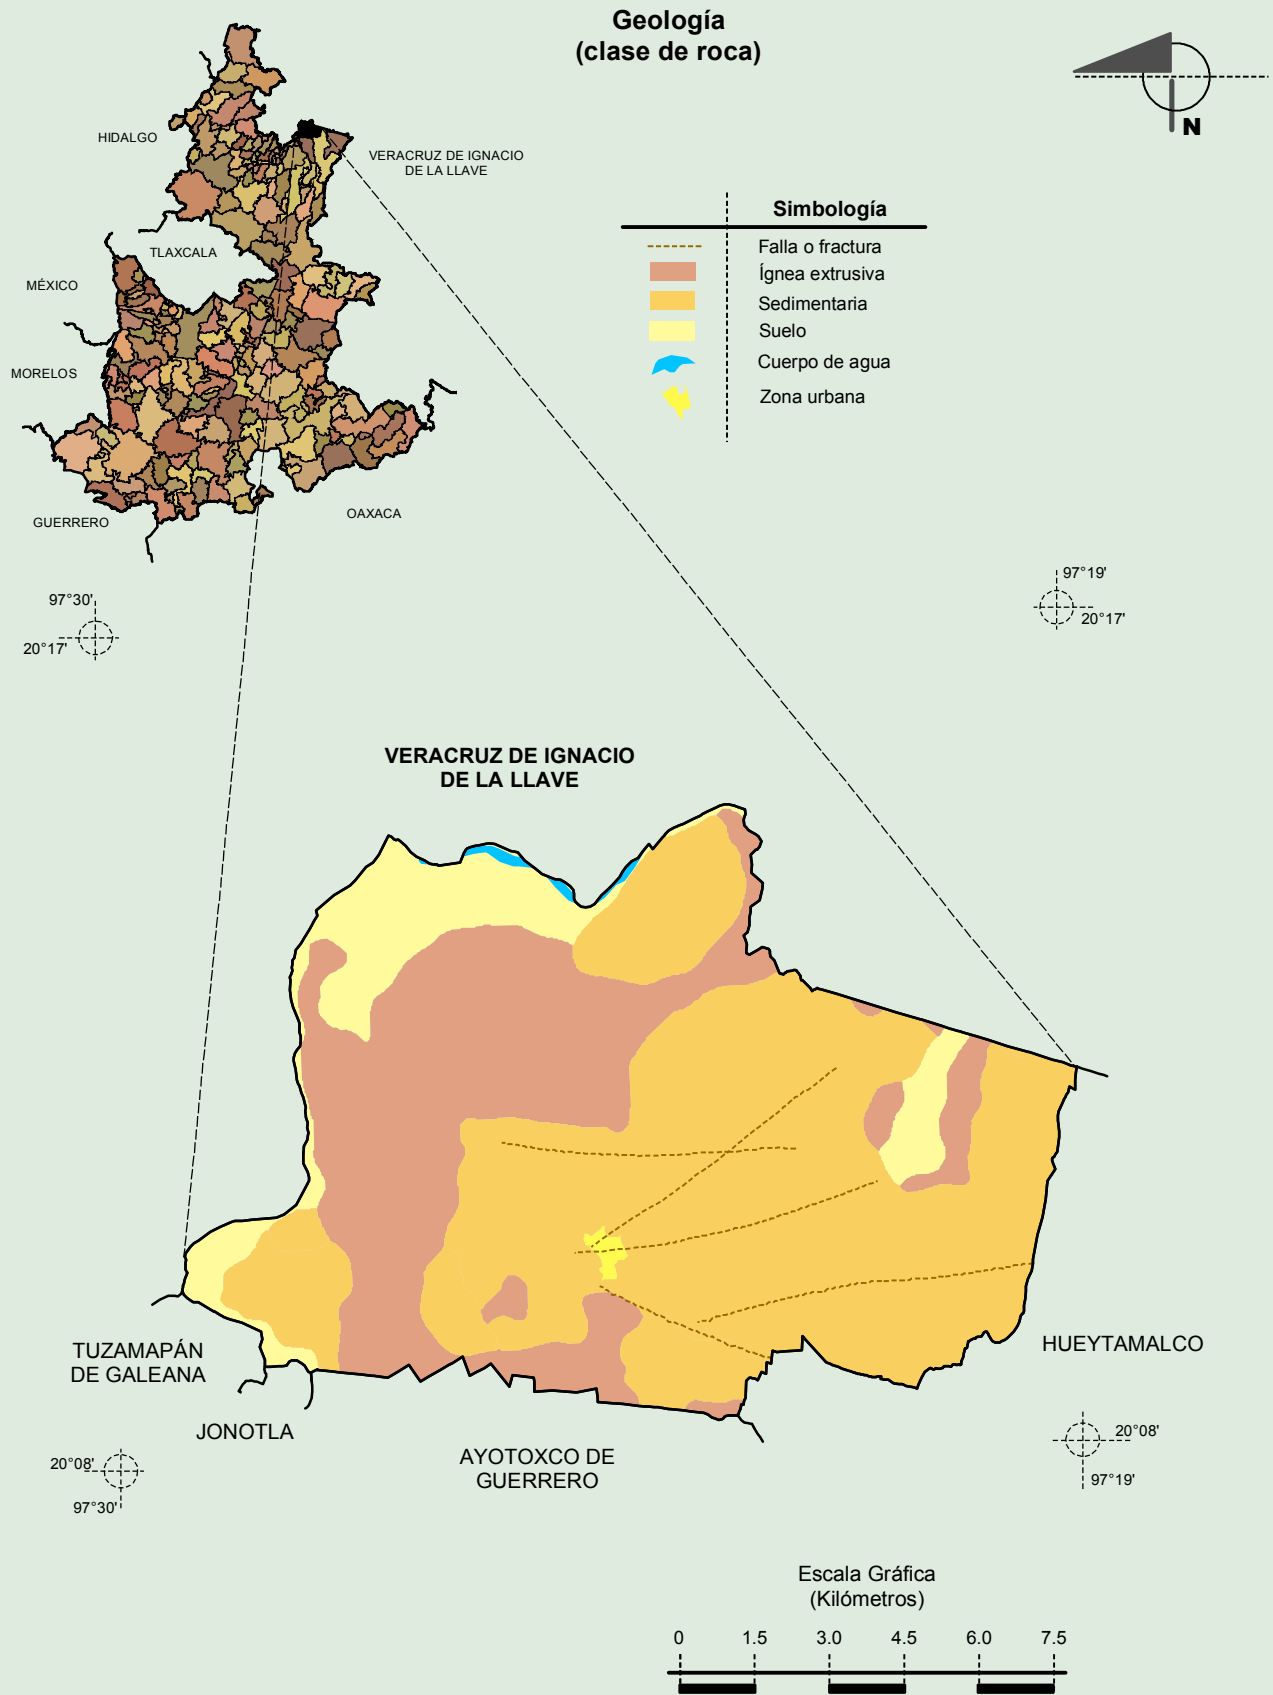 Geología
(clase de roca)
N
HIDALGO
VERACRUZ DE IGNACIO
DE LA LLAVE
TLAXCALA
MÉXICO
MORELOS
GUERRERO
OAXACA
Simbología
Falla o fractura
Ígnea extrusiva
Sedimentaria
Suelo
Cuerpo de agua
Zona urbana
97°30'
20°17'
97°19'
20°17'
VERACRUZ DE IGNACIO
DE LA LLAVE
TUZAMAPÁN
DE GALEANA
JONOTLA
AYOTOXCO DE
GUERRERO
HUEYTAMALCO
20°08'
97°30'
20°08'
97°19'
Escala Gráfica
(Kilómetros)
0 1.5 3.0 4.5 6.0 7.5